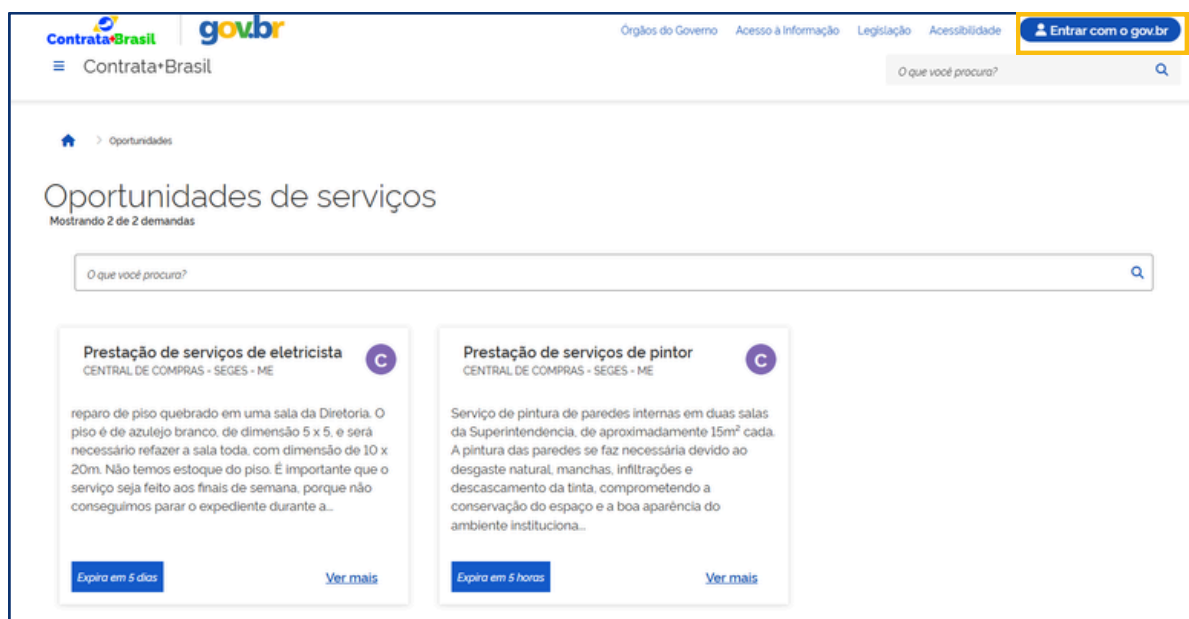 Contrata+Brasil
gov.br
Órgãos do Governo Acesso à Informação Legislação Acessibilidade Entrar com o gov.br
Contrata+Brasil
O que você procura?
Oportunidades
Oportunidades de serviços
Mostrando 2 de 2 demandas
O que você procura?
Prestação de serviços de eletricista
CENTRAL DE COMPRAS - SEGES - ME
C
reparo de piso quebrado em uma sala da Diretoria. O
piso é de azulejo branco, de dimensão 5 x 5, e será
necessário refazer a sala toda, com dimensão de 10 x
20m. Não temos estoque do piso. É importante que o
serviço seja feito aos finais de semana, porque não
conseguimos parar o expediente durante a...
Expira em 5 dias
Ver mais
Prestação de serviços de pintor
CENTRAL DE COMPRAS - SEGES - ME
C
Serviço de pintura de paredes internas em duas salas
da Superintendencia, de aproximadamente 15m² cada.
A pintura das paredes se faz necessária devido ao
desgaste natural, manchas, infiltrações e
descascamento da tinta, comprometendo a
conservação do espaço e a boa aparência do
ambiente instituciona...
Expira em 5 horas
Ver mais